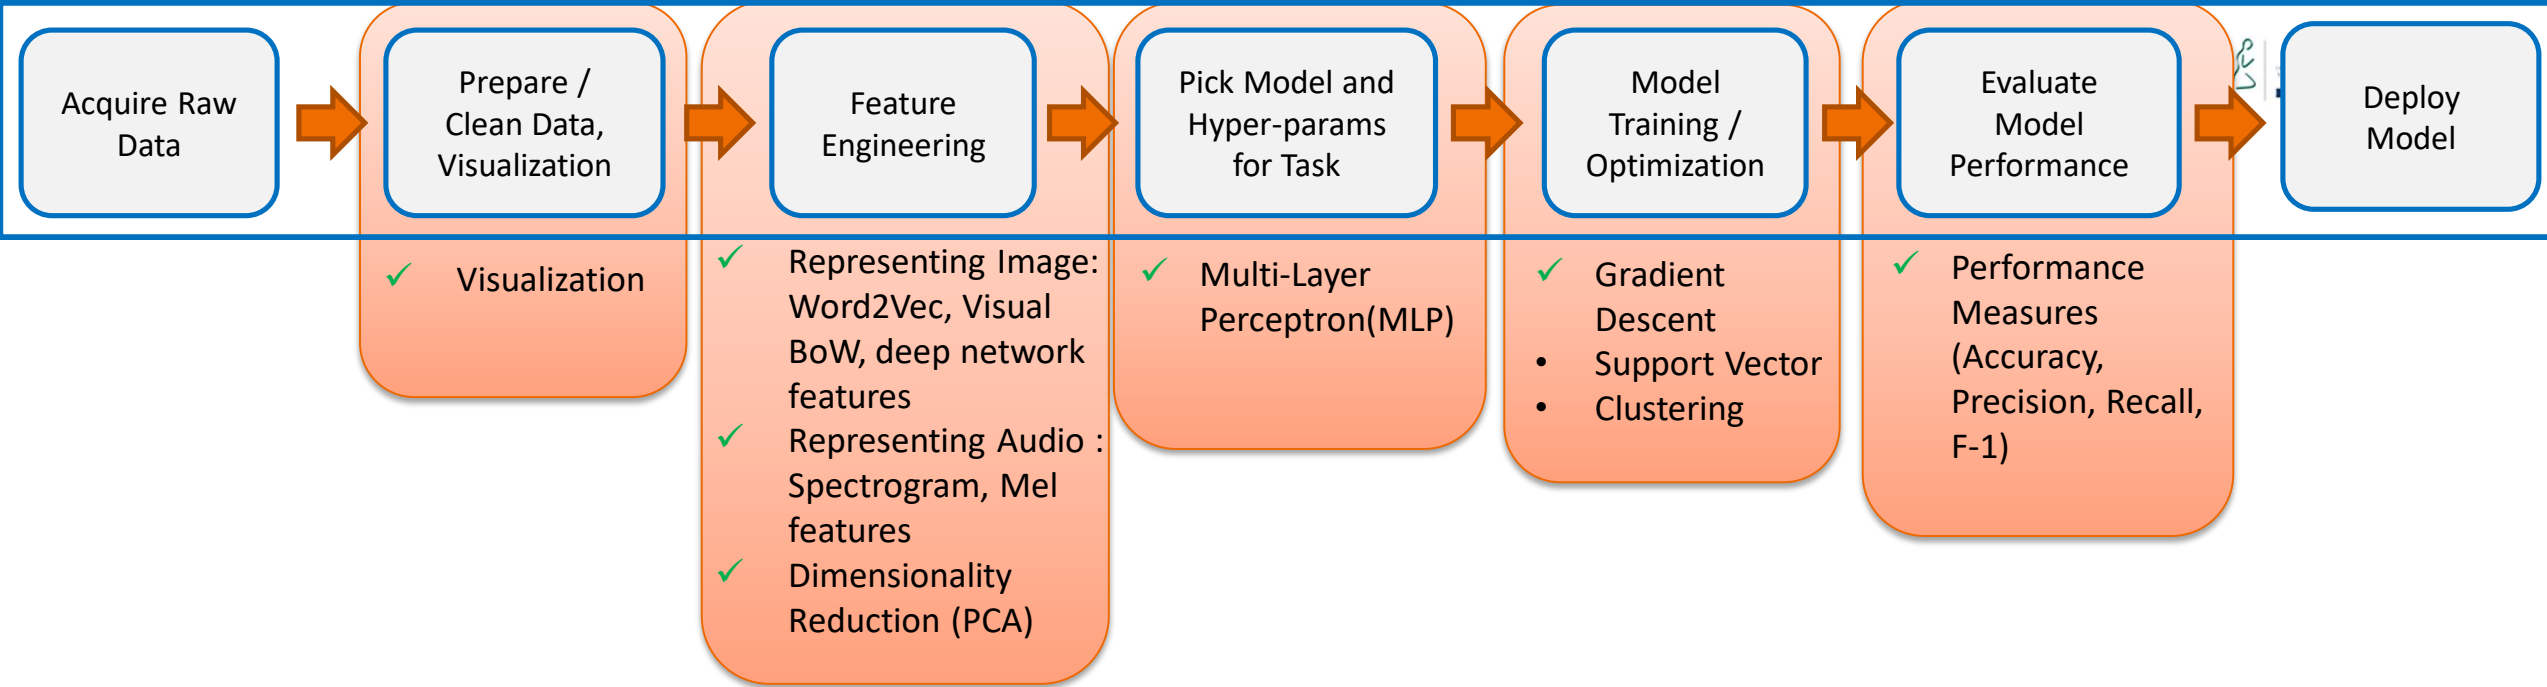 Acquire Raw
Data
Prepare /
Clean Data,
Visualization
Feature
Engineering
Pick Model and
Hyper-params
for Task
Model
Training /
Optimization
Evaluate
Model
Performance
Deploy
Model
✓ Visualization
✓ Representing Image:
Word2Vec, Visual
BoW, deep network
features
✓ Representing Audio :
Spectrogram, Mel
features
✓ Dimensionality
Reduction (PCA)
✓ Multi-Layer
Perceptron(MLP)
✓ Gradient
Descent
• Support Vector
• Clustering
✓ Performance
Measures
(Accuracy,
Precision, Recall,
F-1)